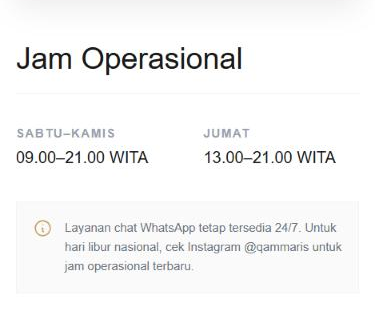 Jam Operasional
SABTU–KAMIS
09.00–21.00 WITA
JUMAT
13.00–21.00 WITA
Layanan chat WhatsApp tetap tersedia 24/7. Untuk
hari libur nasional, cek Instagram @qammaris untuk
jam operasional terbaru.